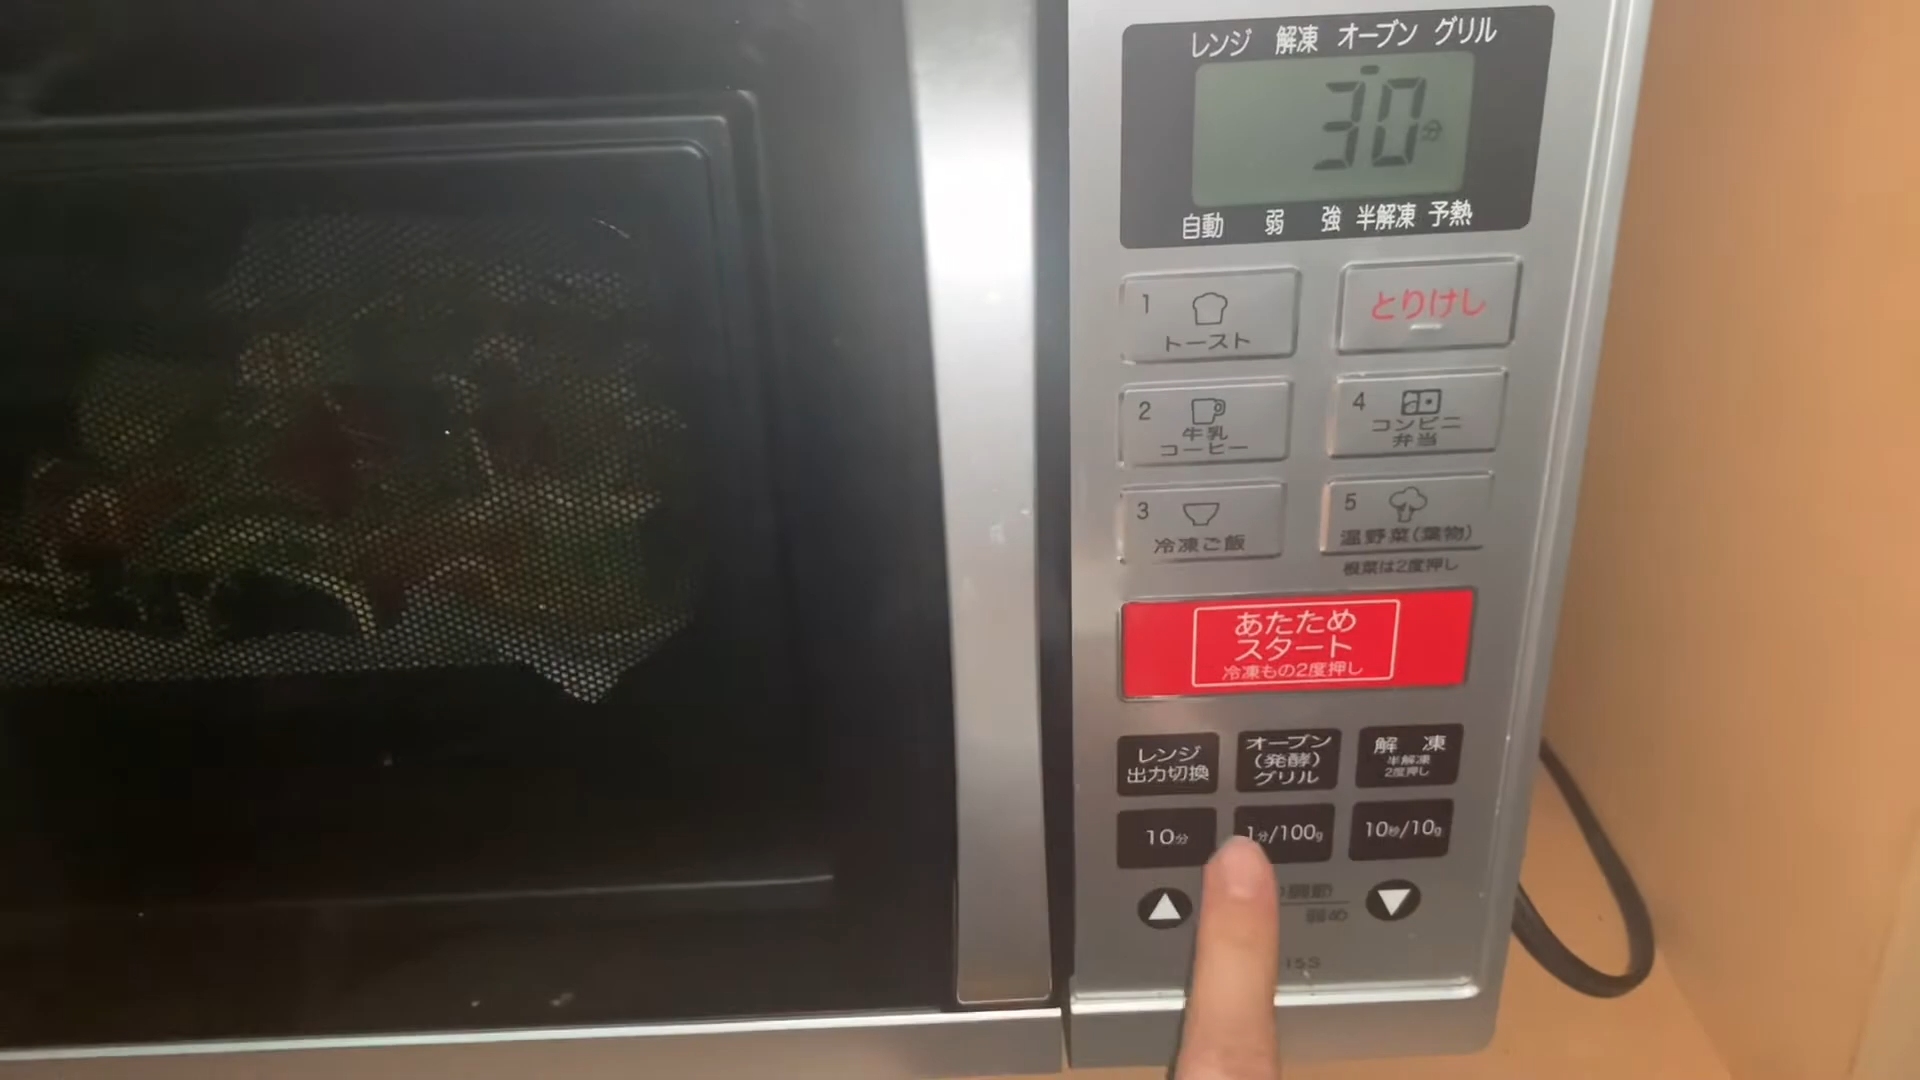 レンジ 解凍 オーブン グリル
30分
自動 弱 強 半解凍 予熱
1
トースト
とりけし
2
牛乳
コーヒー
4
コンビニ
弁当
3
冷凍ご飯
5
温野菜(葉物)
根菜は2度押し
あたため
スタート
冷凍もの2度押し
レンジ
出力切換
オーブン
(発酵)
グリル
解 凍
半解凍
2度押し
10分
1分/100g
10秒/10g
調節
弱め
15S